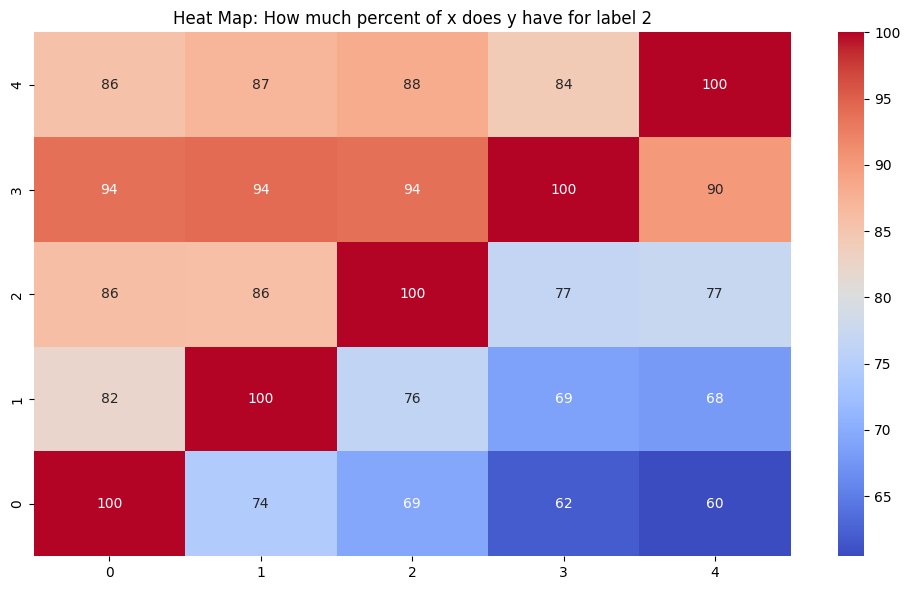 Heat Map: How much percent of x does y have for label 2
4 86 87 88 84 100
3 94 94 94 100 90
2 86 86 100 77 77
1 82 100 76 69 68
0 100 74 69 62 60
0 1 2 3 4
100
95
90
85
80
75
70
65